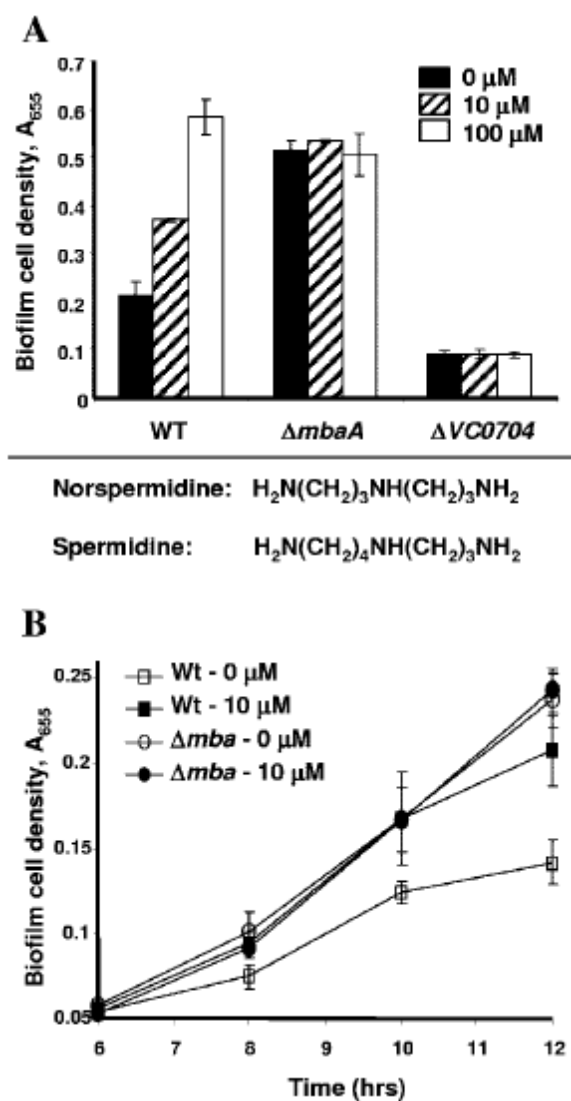 A
0.7
0.6
0.5
0.4
0.3
0.2
0.1
0
Biofilm cell density, A655
0 µM
10 µM
100 µM
WT ΔmbaA ΔVC0704
Norspermidine: H2N(CH2)3NH(CH2)3NH2
Spermidine: H2N(CH2)4NH(CH2)3NH2
B
0.25
0.2
0.15
0.1
0.05
Biofilm cell density, A655
Wt - 0 µM
Wt - 10 µM
Δmba - 0 µM
Δmba - 10 µM
6 7 8 9 10 11 12
Time (hrs)